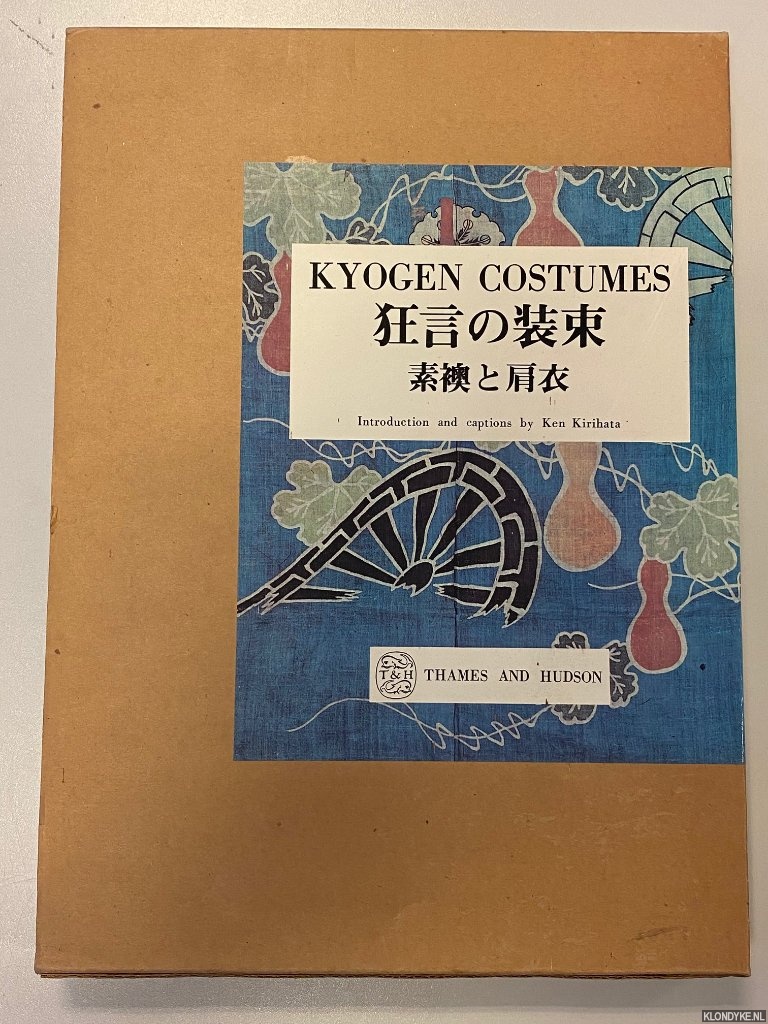 KYOGEN COSTUMES
狂言の装束
素襖と肩衣
Introduction and captions by Ken Kirihata
T&H
THAMES AND HUDSON
KLONDYKE.NL